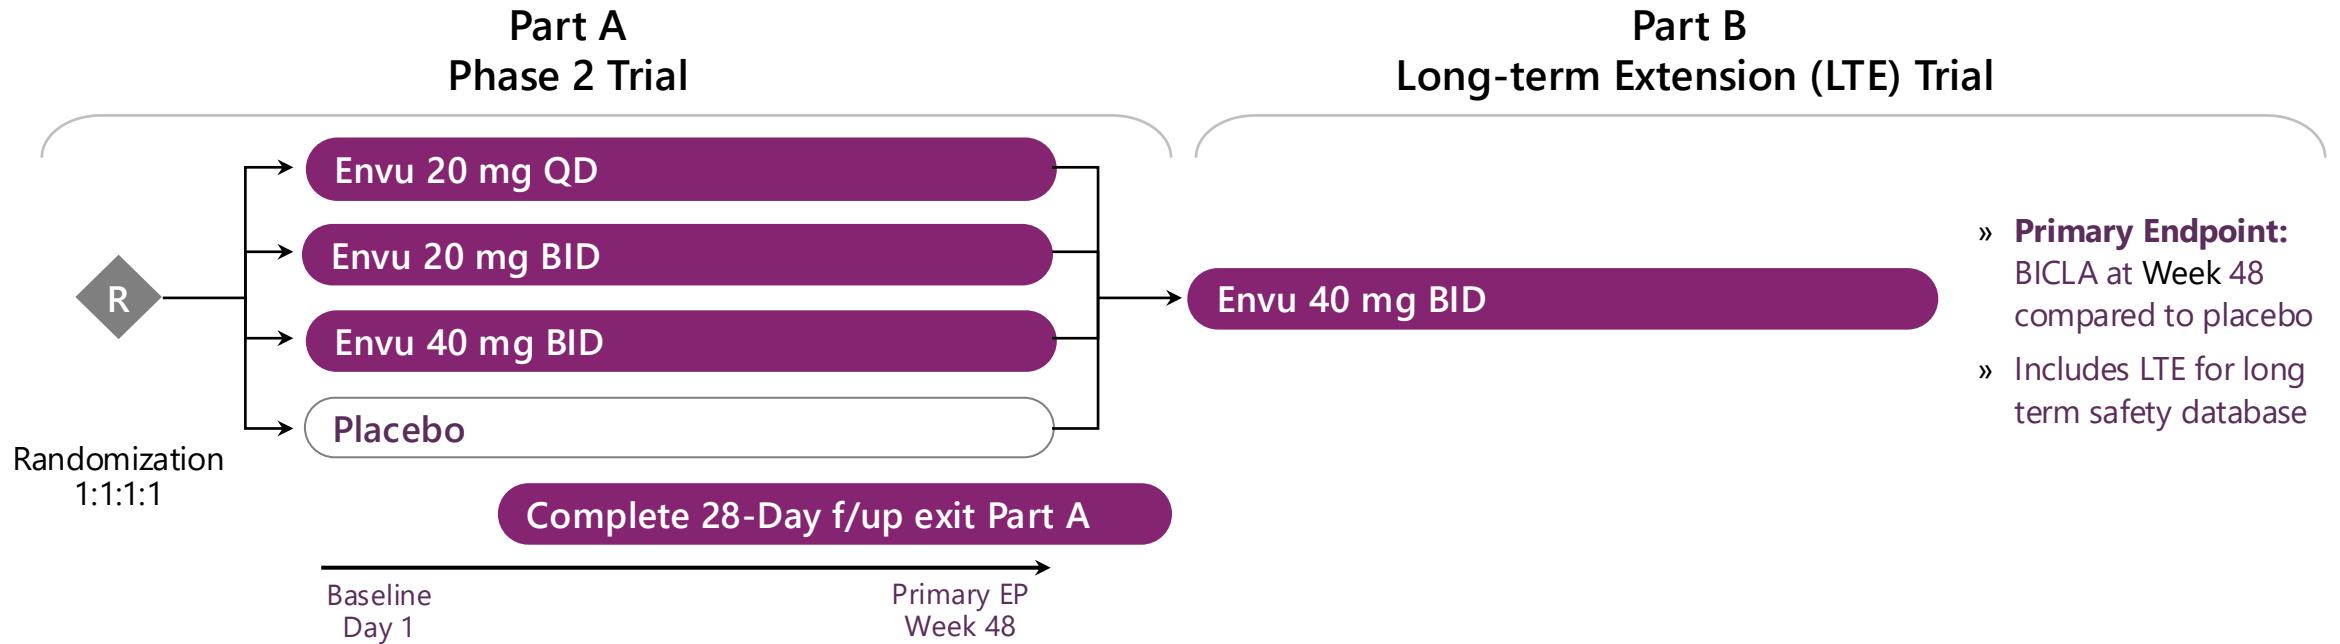 Part A
Phase 2 Trial
Part B
Long-term Extension (LTE) Trial
Envu 20 mg QD
Envu 20 mg BID
R
Envu 40 mg BID
Placebo
Randomization
1:1:1:1
Complete 28-Day f/up exit Part A
Baseline
Day 1
Primary EP
Week 48
Envu 40 mg BID
» Primary Endpoint:
BICLA at Week 48
compared to placebo
» Includes LTE for long
term safety database